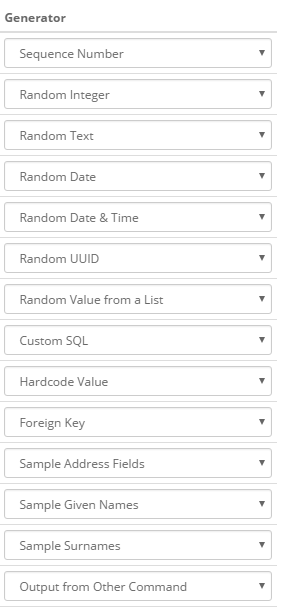 Generator
Sequence Number
Random Integer
Random Text
Random Date
Random Date & Time
Random UUID
Random Value from a List
Custom SQL
Hardcode Value
Foreign Key
Sample Address Fields
Sample Given Names
Sample Surnames
Output from Other Command